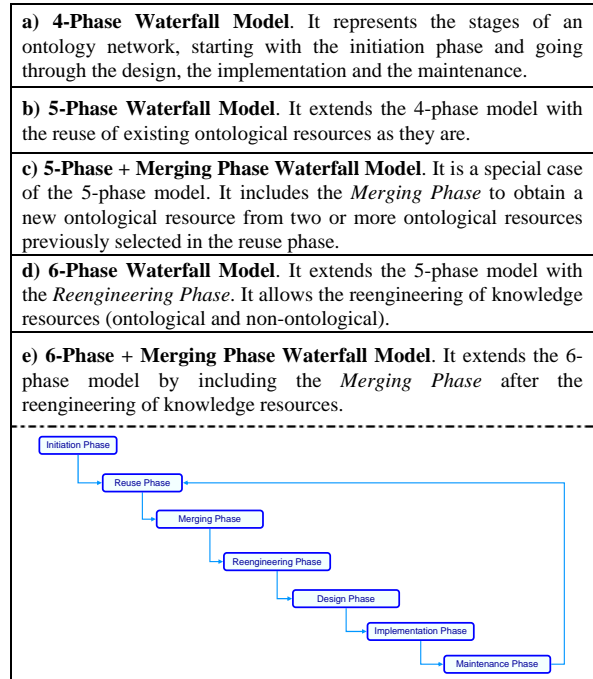 a) 4-Phase Waterfall Model. It represents the stages of an
ontology network, starting with the initiation phase and going
through the design, the implementation and the maintenance.
b) 5-Phase Waterfall Model. It extends the 4-phase model with
the reuse of existing ontological resources as they are.
c) 5-Phase + Merging Phase Waterfall Model. It is a special case
of the 5-phase model. It includes the Merging Phase to obtain a
new ontological resource from two or more ontological resources
previously selected in the reuse phase.
d) 6-Phase Waterfall Model. It extends the 5-phase model with
the Reengineering Phase. It allows the reengineering of knowledge
resources (ontological and non-ontological).
e) 6-Phase + Merging Phase Waterfall Model. It extends the 6-
phase model by including the Merging Phase after the
reengineering of knowledge resources.
Initiation Phase
Reuse Phase
Merging Phase
Reengineering Phase
Design Phase
Implementation Phase
Maintenance Phase